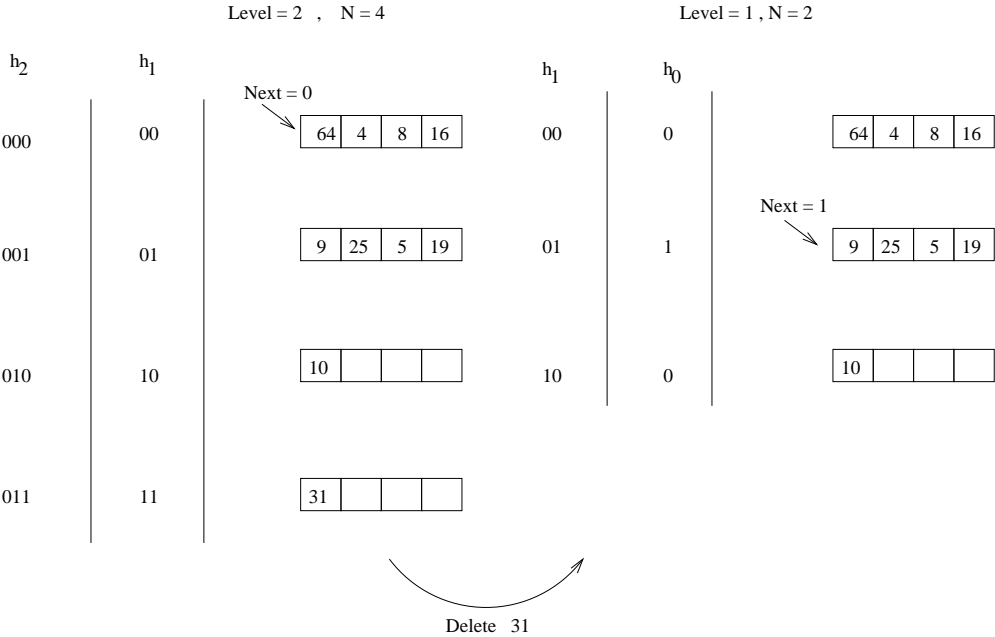 Level = 2 , N = 4
Level = 1 , N = 2
h2 h1
h1 h0
Next = 0
000 00 64 4 8 16
00 0 64 4 8 16
Next = 1
001 01 9 25 5 19
01 1 9 25 5 19
010 10 10
10 0 10
011 11 31
Delete 31